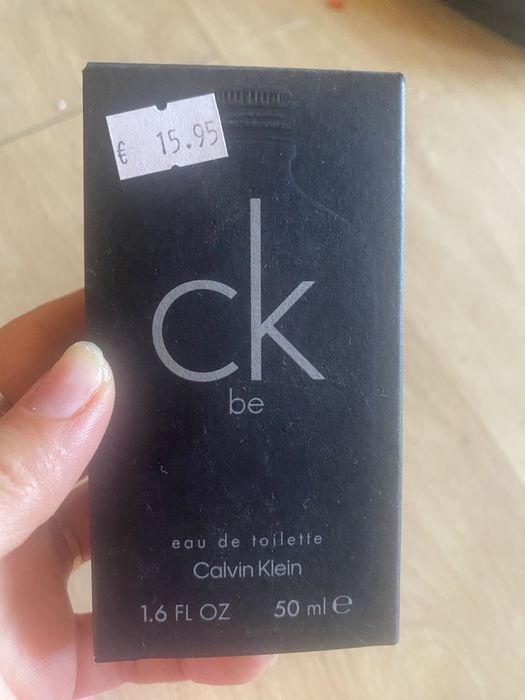 € 15.95
ck
be
eau de toilette
Calvin Klein
1.6 FL OZ 50 ml ℮